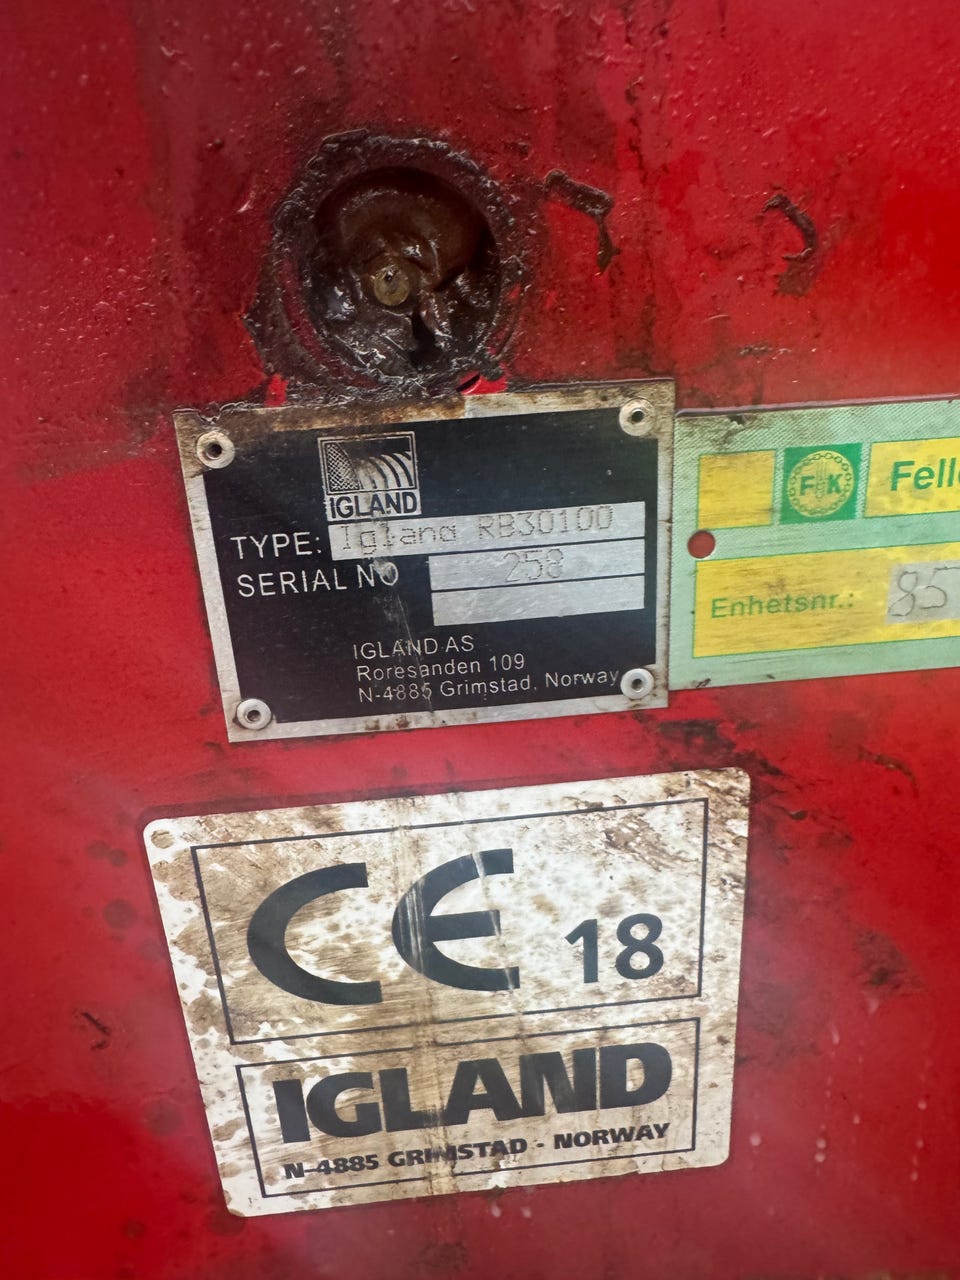 IGLAND
TYPE: Igland RB30100
SERIAL NO 258
IGLAND AS
Roresanden 109
N-4885 Grimstad, Norway
FK
Enhetsnr.: 85
CE 18
IGLAND
N-4885 GRIMSTAD - NORWAY